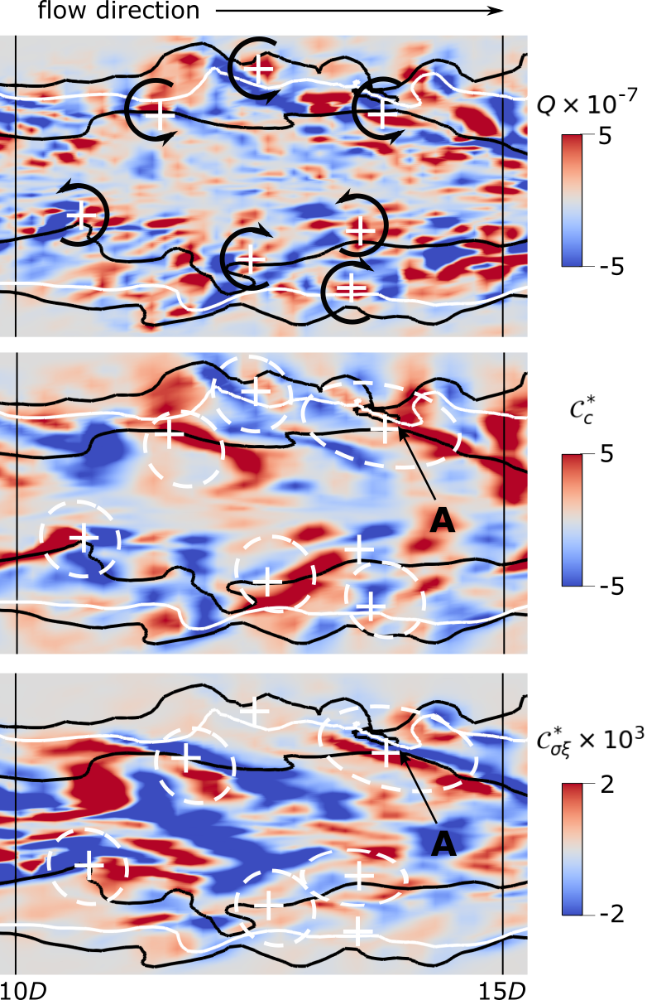 flow direction
Q × 10⁻⁷
5
-5
𝒞*c
5
-5
A
𝒞*σξ × 10³
2
-2
A
10D
15D